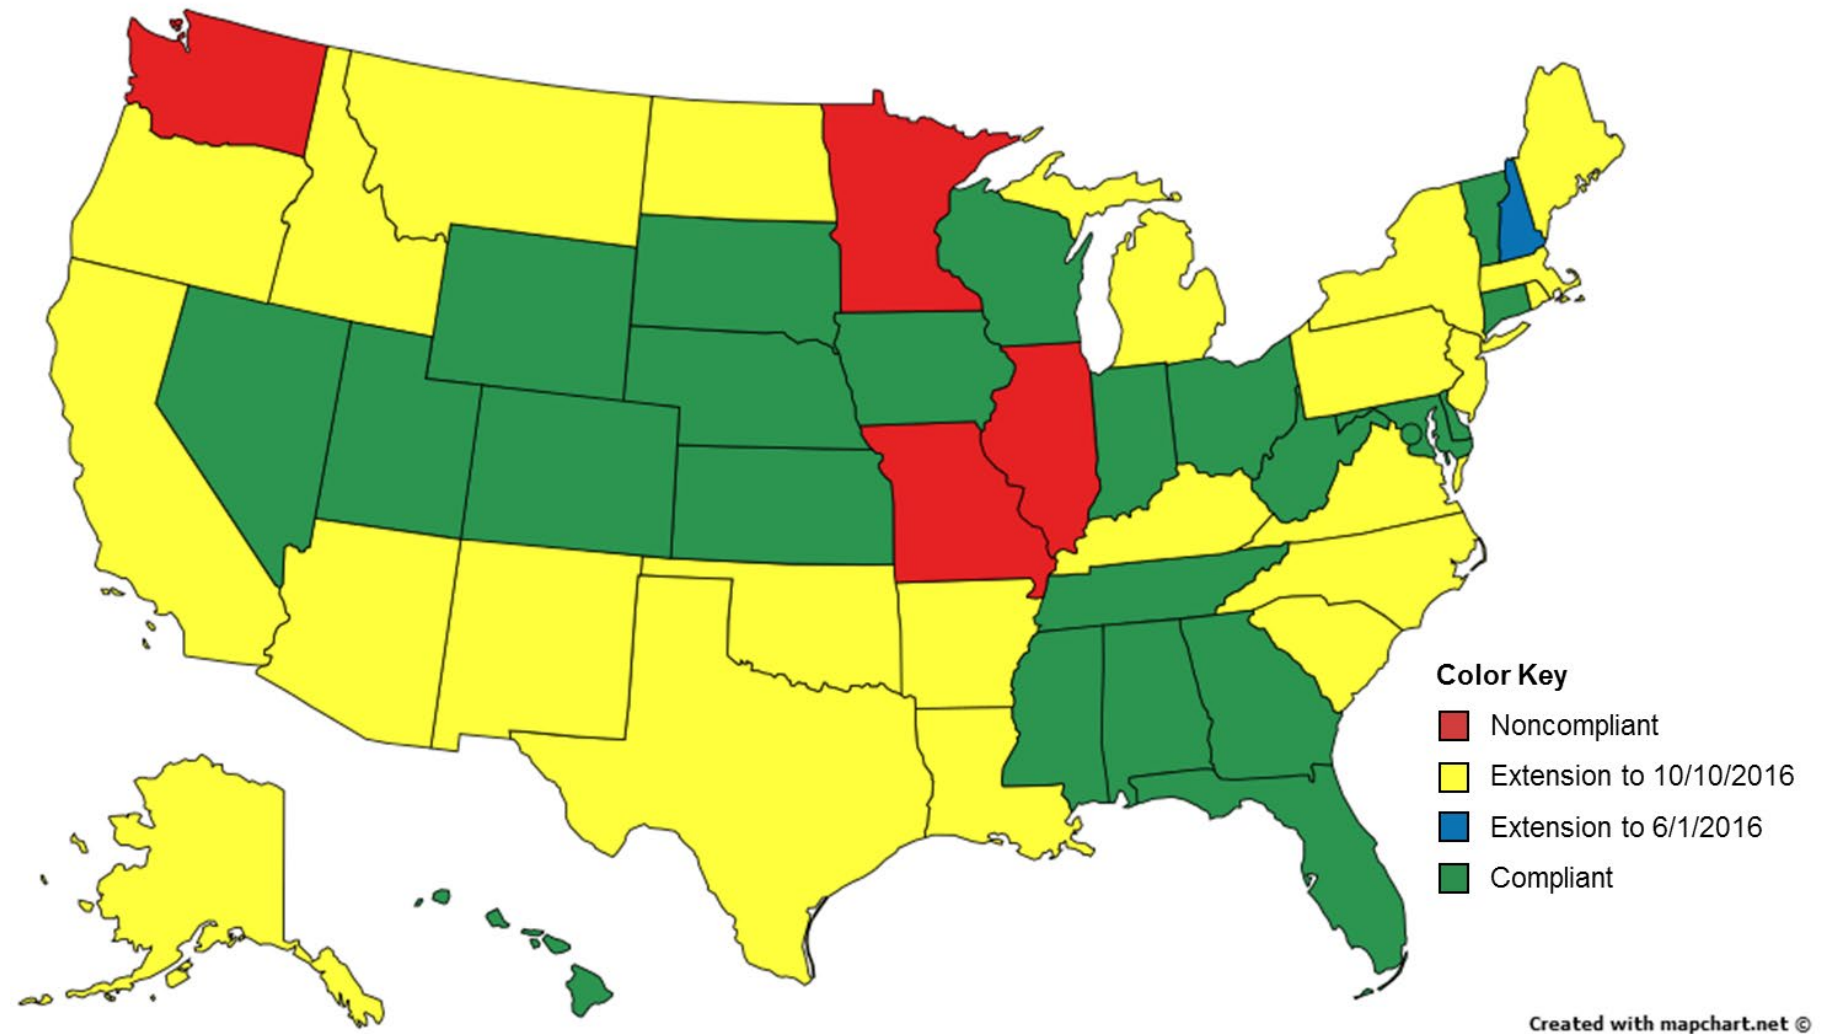 Color Key
Noncompliant
Extension to 10/10/2016
Extension to 6/1/2016
Compliant
Created with mapchart.net ©